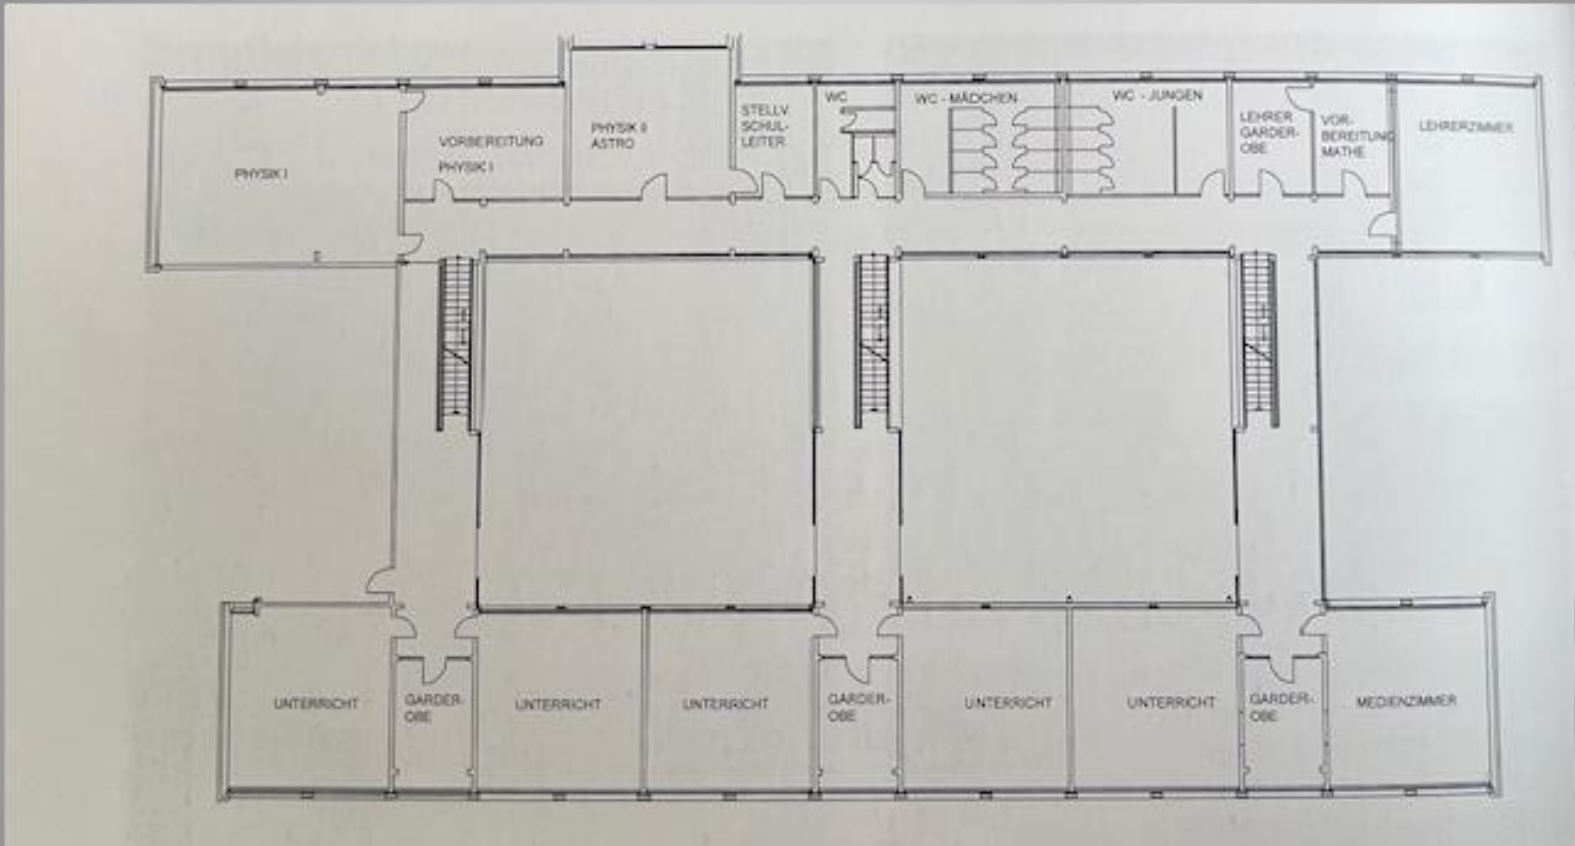 PHYSIK I
VORBEREITUNG
PHYSIK I
PHYSIK II
ASTRO
STELLV.
SCHUL-
LEITER
WC
WC - MÄDCHEN
WC - JUNGEN
LEHRER
GARDER-
OBE
VOR-
BEREITUNG
MATHE
LEHRERZIMMER
UNTERRICHT
GARDER-
OBE
UNTERRICHT
UNTERRICHT
GARDER-
OBE
UNTERRICHT
UNTERRICHT
GARDER-
OBE
MEDIENZIMMER